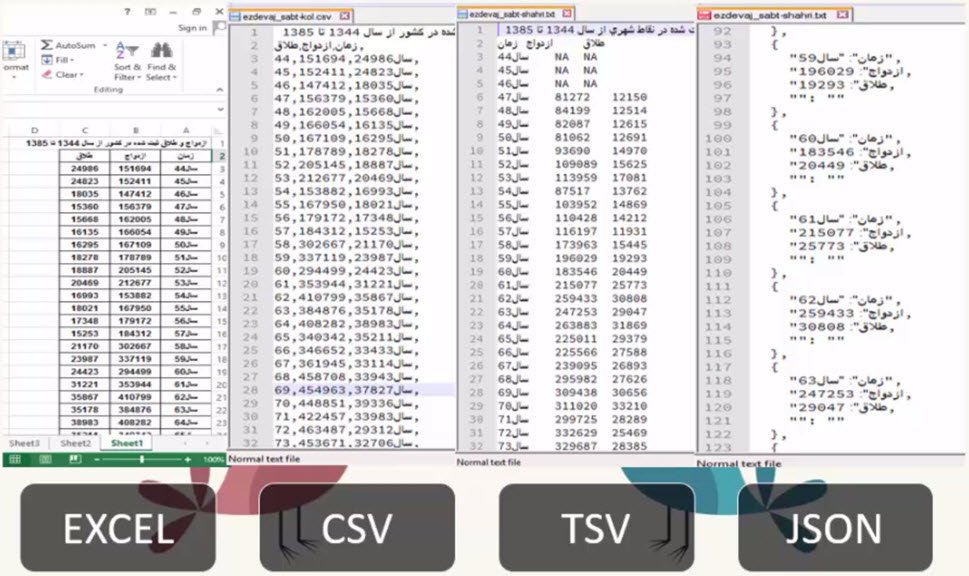 Sign in
ormat
AutoSum
Fill
Clear
Sort & Filter
Find & Select
Editing
D C B A
1 ازدواج و طلاق ثبت شده در کشور از سال 1344 تا 1385
2 زمان ازدواج طلاق
3 سال44 151694 24986
4 سال45 152411 24823
5 سال46 147412 18035
6 سال47 156379 15360
7 سال48 162005 15668
8 سال49 166054 16135
9 سال50 167109 16295
10 سال51 178789 18278
11 سال52 205145 18887
12 سال53 212677 20469
13 سال54 153882 16993
14 سال55 167950 18021
15 سال56 179172 17348
16 سال57 184312 15253
17 سال58 302667 21170
18 سال59 337119 23987
19 سال60 294499 24423
20 سال61 353944 31221
21 سال62 410799 35867
22 سال63 384876 35178
23 سال64 408282 38983
Sheet3 Sheet2 Sheet1
100%
ezdevaj_sabt-kol.csv
1 شده در کشور از سال 1344 تا 1385
2 زمان,ازدواج,طلاق,
3 سال44,151694,24986,
4 سال45,152411,24823,
5 سال46,147412,18035,
6 سال47,156379,15360,
7 سال48,162005,15668,
8 سال49,166054,16135,
9 سال50,167109,16295,
10 سال51,178789,18278,
11 سال52,205145,18887,
12 سال53,212677,20469,
13 سال54,153882,16993,
14 سال55,167950,18021,
15 سال56,179172,17348,
16 سال57,184312,15253,
17 سال58,302667,21170,
18 سال59,337119,23987,
19 سال60,294499,24423,
20 سال61,353944,31221,
21 سال62,410799,35867,
22 سال63,384876,35178,
23 سال64,408282,38983,
24 سال65,340342,35211,
25 سال66,346652,33433,
26 سال67,361945,33114,
27 سال68,458708,33943,
28 سال69,454963,37827,
29 سال70,448851,39336,
30 سال71,422457,33983,
31 سال72,463487,29312,
32 سال73,453671,32706,
Normal text file
ezdevaj_sabt-shahri.txt
1 ت شده در نقاط شهري از سال 1344 تا 1385
2 زمان ازدواج طلاق
3 سال44 NA NA
4 سال45 NA NA
5 سال46 NA NA
6 سال47 81272 12150
7 سال48 84199 12514
8 سال49 82087 12615
9 سال50 81062 12691
10 سال51 93690 14970
11 سال52 109089 15625
12 سال53 113959 17081
13 سال54 87517 13762
14 سال55 103952 14869
15 سال56 110428 14212
16 سال57 116197 11931
17 سال58 173963 15445
18 سال59 196029 19293
19 سال60 183546 20449
20 سال61 215077 25773
21 سال62 259433 30808
22 سال63 247253 29047
23 سال64 263883 31869
24 سال65 225011 29379
25 سال66 225566 27588
26 سال67 239095 26893
27 سال68 295982 27626
28 سال69 309438 30656
29 سال70 311020 33210
30 سال71 299725 28289
31 سال72 332629 25469
32 سال73 329687 28385
Normal text file
ezdevaj_sabt-shahri.txt
92 },
93 {
94 "زمان": "سال59",
95 "ازدواج": 196029,
96 "طلاق": 19293,
97 "": ""
98 },
99 {
100 "زمان": "سال60",
101 "ازدواج": 183546,
102 "طلاق": 20449,
103 "": ""
104 },
105 {
106 "زمان": "سال61",
107 "ازدواج": 215077,
108 "طلاق": 25773,
109 "": ""
110 },
111 {
112 "زمان": "سال62",
113 "ازدواج": 259433,
114 "طلاق": 30808,
115 "": ""
116 },
117 {
118 "زمان": "سال63",
119 "ازدواج": 247253,
120 "طلاق": 29047,
121 "": ""
122 },
123 {
Normal text file
EXCEL
CSV
TSV
JSON